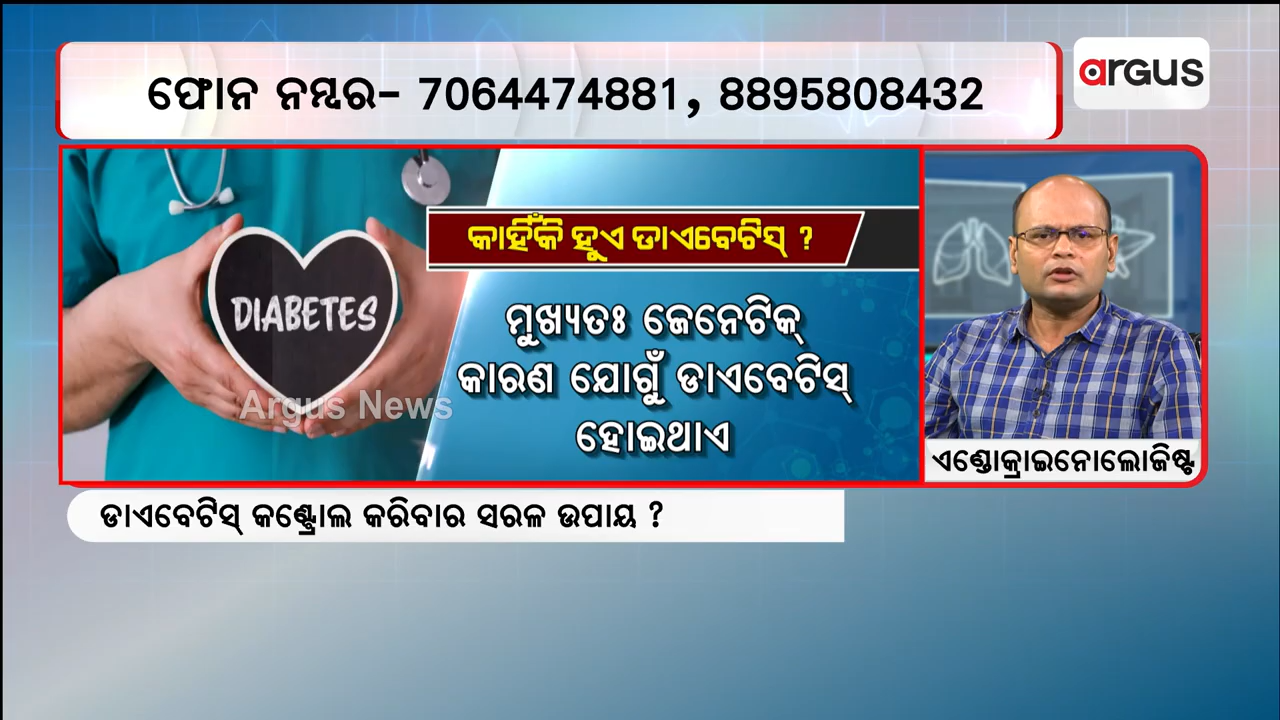 ଫୋନ ନମ୍ବର- 7064474881, 8895808432
argus
କାହିଁକି ହୁଏ ଡାଏବେଟିସ୍ ?
DIABETES
ମୁଖ୍ୟତଃ ଜେନେଟିକ୍
କାରଣ ଯୋଗୁଁ ଡାଏବେଟିସ୍
ହୋଇଥାଏ
Argus News
ଏଣ୍ଡୋକ୍ରାଇନୋଲୋଜିଷ୍ଟ
ଡାଏବେଟିସ୍ କଣ୍ଟ୍ରୋଲ କରିବାର ସରଳ ଉପାୟ ?